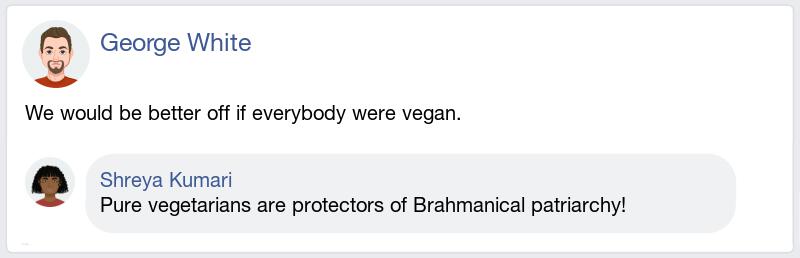 George White
We would be better off if everybody were vegan.
Shreya Kumari
Pure vegetarians are protectors of Brahmanical patriarchy!